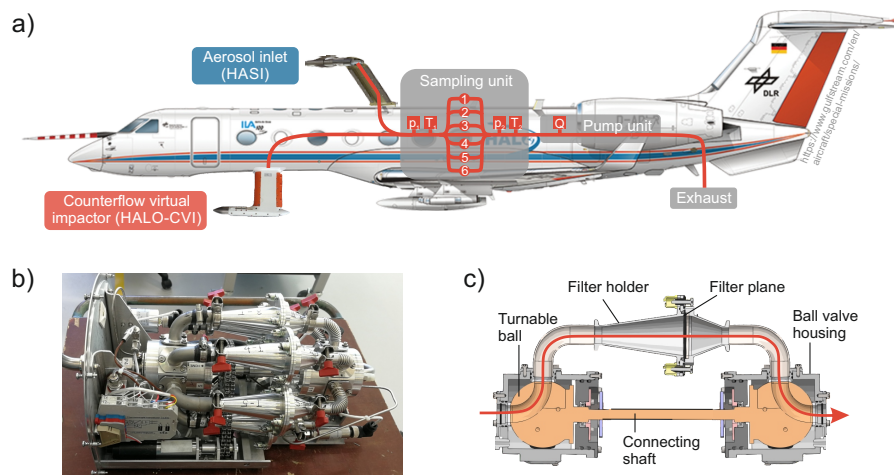 a)
Aerosol inlet
(HASI)
Sampling unit
1
2
3
4
5
6
p
T
p
T
Q
Pump unit
DLR
HALO
https://www.gulfstream.com/en/
aircraft/special-missions/
Counterflow virtual
impactor (HALO-CVI)
Exhaust
b)
c)
Filter holder
Filter plane
Turnable
ball
Ball valve
housing
Connecting
shaft